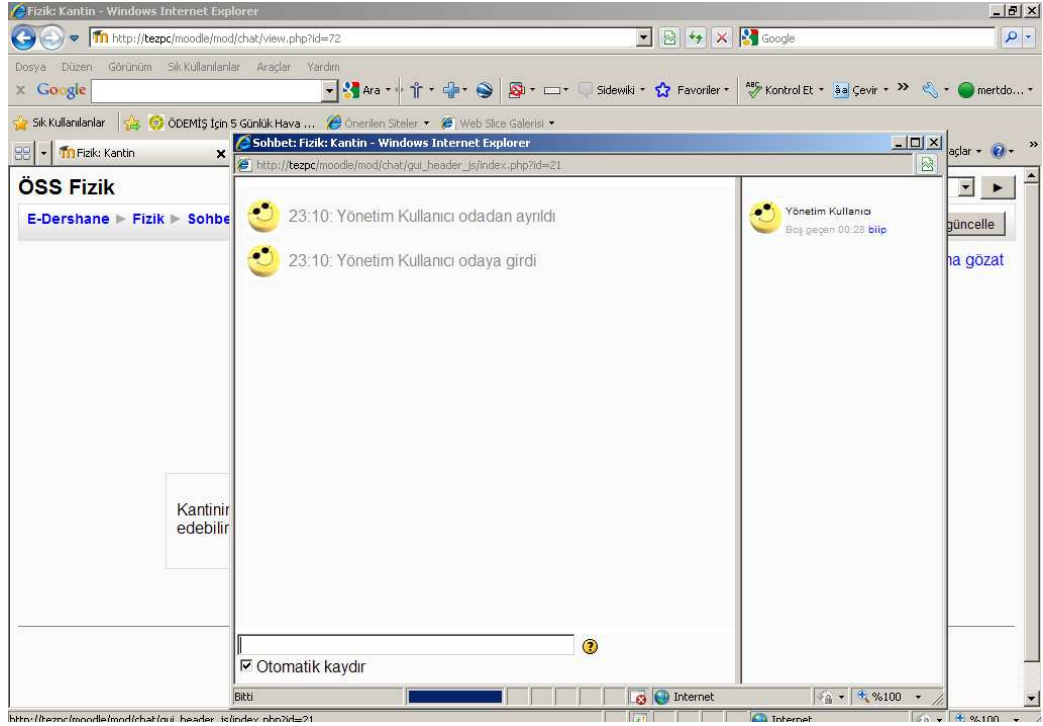 Fizik: Kantin - Windows Internet Explorer
http://tezpc/moodle/mod/chat/view.php?id=72
Google
Dosya Düzen Görünüm Sık Kullanılanlar Araçlar Yardım
x Google Ara Sidewiki Favoriler Kontrol Et Çevir » mertdo...
Sık Kullanılanlar ÖDEMİŞ İçin 5 Günlük Hava ... Önerilen Siteler Web Slice Galerisi
Fizik: Kantin x
açlar »
ÖSS Fizik
E-Dershane ► Fizik ► Sohbe
güncelle
na gözat
Kantinin
edebilir
Sohbet: Fizik: Kantin - Windows Internet Explorer
http://tezpc/moodle/mod/chat/gui_header_js/index.php?id=21
23:10: Yönetim Kullanıcı odadan ayrıldı
23:10: Yönetim Kullanıcı odaya girdi
Yönetim Kullanıcı
Boş geçen 00:28 biip
Otomatik kaydır
Bitti Internet %100
http://tezpc/moodle/mod/chat/gui_header_js/index.php?id=21 Internet %100